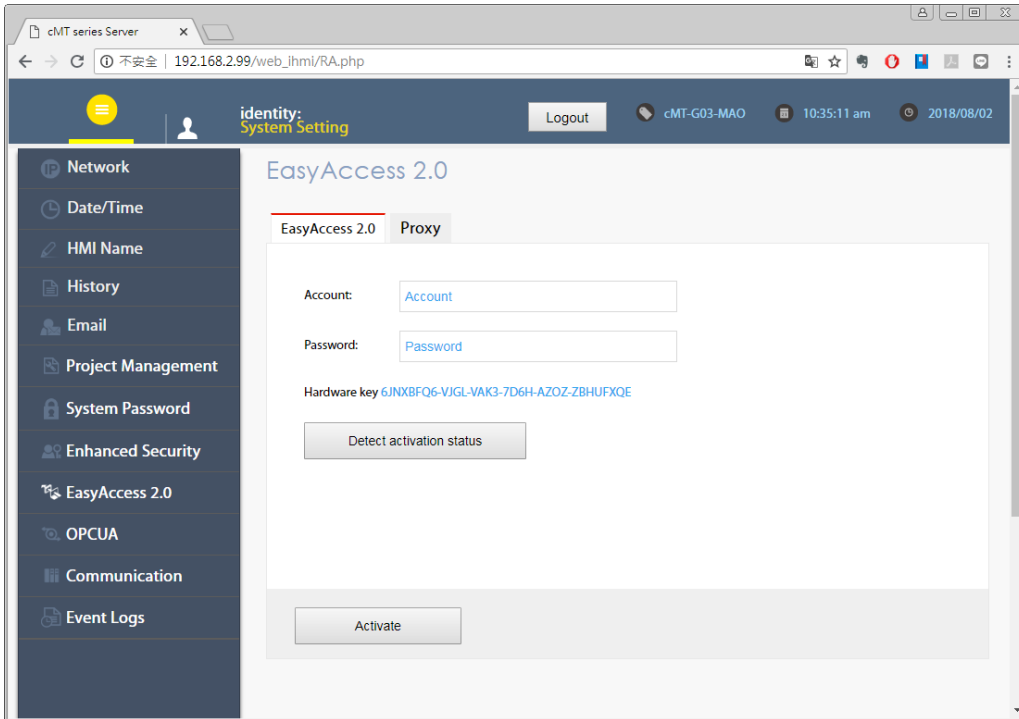 cMT series Server
不安全 | 192.168.2.99/web_ihmi/RA.php
identity:
System Setting
Logout
cMT-G03-MAO
10:35:11 am
2018/08/02
Network
Date/Time
HMI Name
History
Email
Project Management
System Password
Enhanced Security
EasyAccess 2.0
OPCUA
Communication
Event Logs
EasyAccess 2.0
EasyAccess 2.0 Proxy
Account: Account
Password: Password
Hardware key 6JNXBFQ6-VJGL-VAK3-7D6H-AZOZ-ZBHUFXQE
Detect activation status
Activate